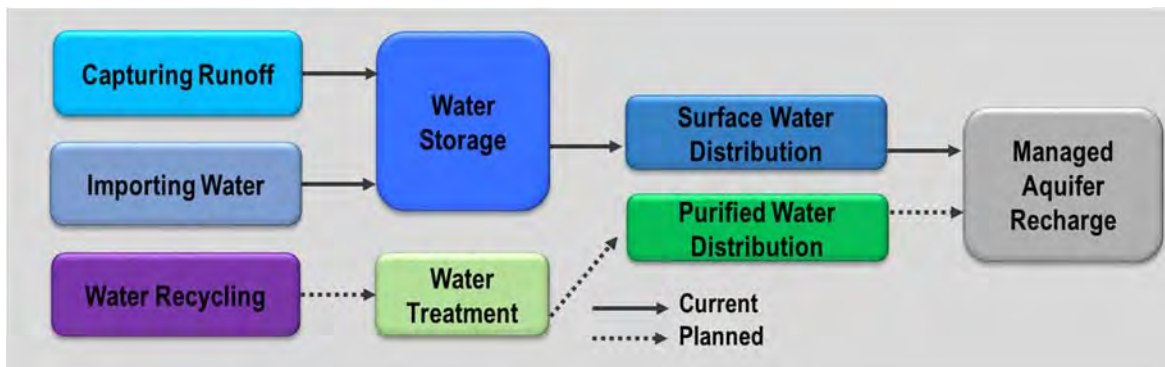 Capturing Runoff
Importing Water
Water Recycling
Water
Storage
Water
Treatment
Surface Water
Distribution
Purified Water
Distribution
Managed
Aquifer
Recharge
Current
Planned